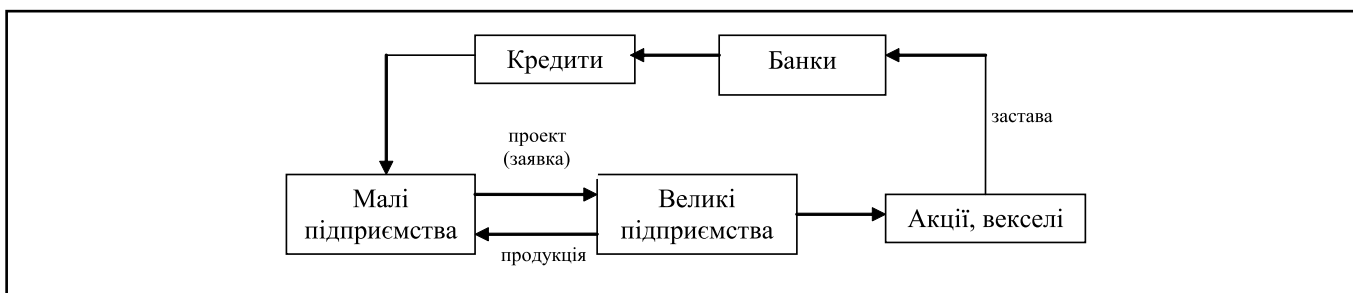 Кредити
Банки
застава
проект
(заявка)
Малі
підприємства
Великі
підприємства
Акції, векселі
продукція